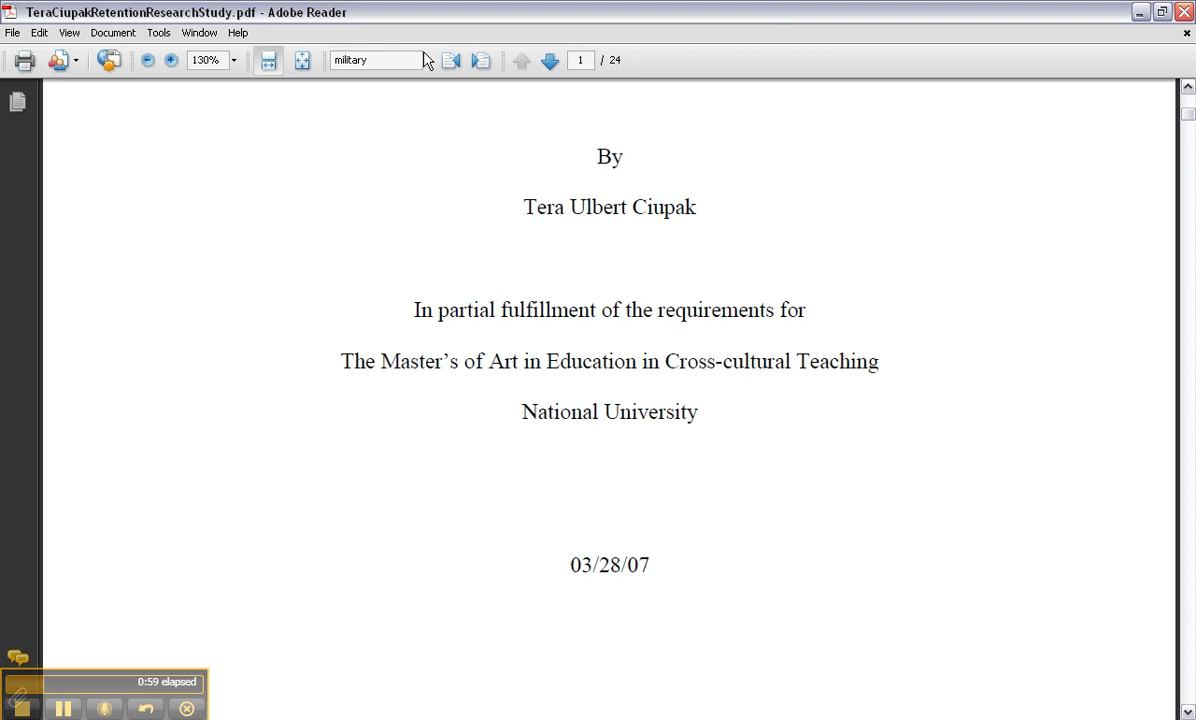 TeraCiupakRetentionResearchStudy.pdf - Adobe Reader
File Edit View Document Tools Window Help
130% military 1 / 24
By
Tera Ulbert Ciupak
In partial fulfillment of the requirements for
The Master's of Art in Education in Cross-cultural Teaching
National University
03/28/07
0:59 elapsed